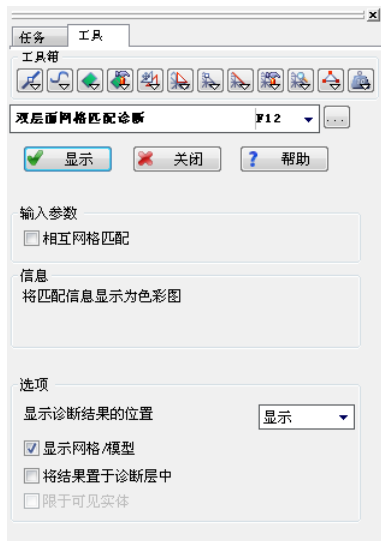 任务 工具
工具箱
双层面网格匹配诊断 F12 ...
显示 关闭 ? 帮助
输入参数
相互网格匹配
信息
将匹配信息显示为色彩图
选项
显示诊断结果的位置 显示
显示网格/模型
将结果置于诊断层中
限于可见实体